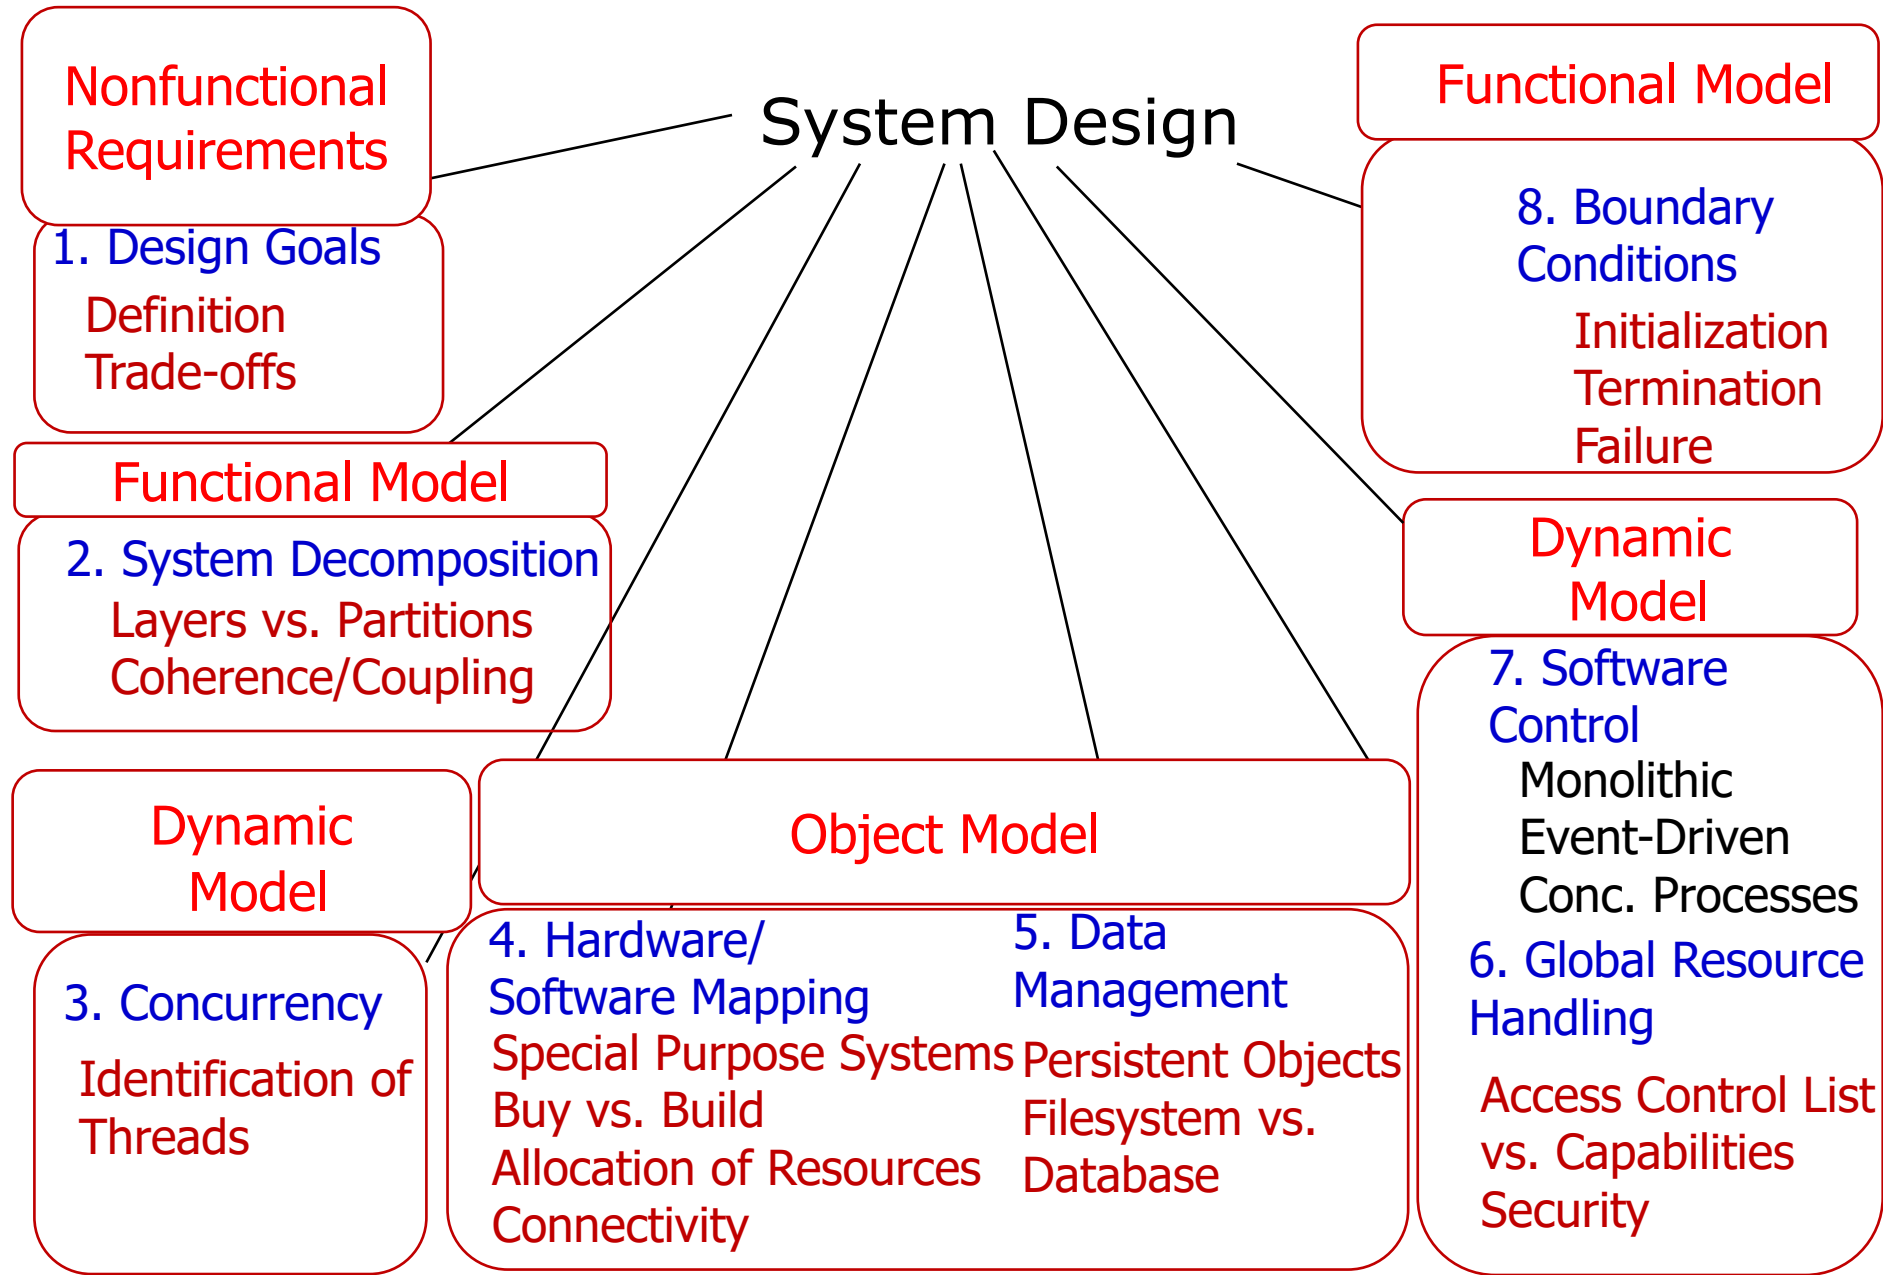 System Design
Nonfunctional
Requirements
1. Design Goals
Definition
Trade-offs
Functional Model
2. System Decomposition
Layers vs. Partitions
Coherence/Coupling
Dynamic
Model
3. Concurrency
Identification of
Threads
Object Model
4. Hardware/
Software Mapping
Special Purpose Systems
Buy vs. Build
Allocation of Resources
Connectivity
5. Data
Management
Persistent Objects
Filesystem vs.
Database
Functional Model
8. Boundary
Conditions
Initialization
Termination
Failure
Dynamic
Model
7. Software
Control
Monolithic
Event-Driven
Conc. Processes
6. Global Resource
Handling
Access Control List
vs. Capabilities
Security